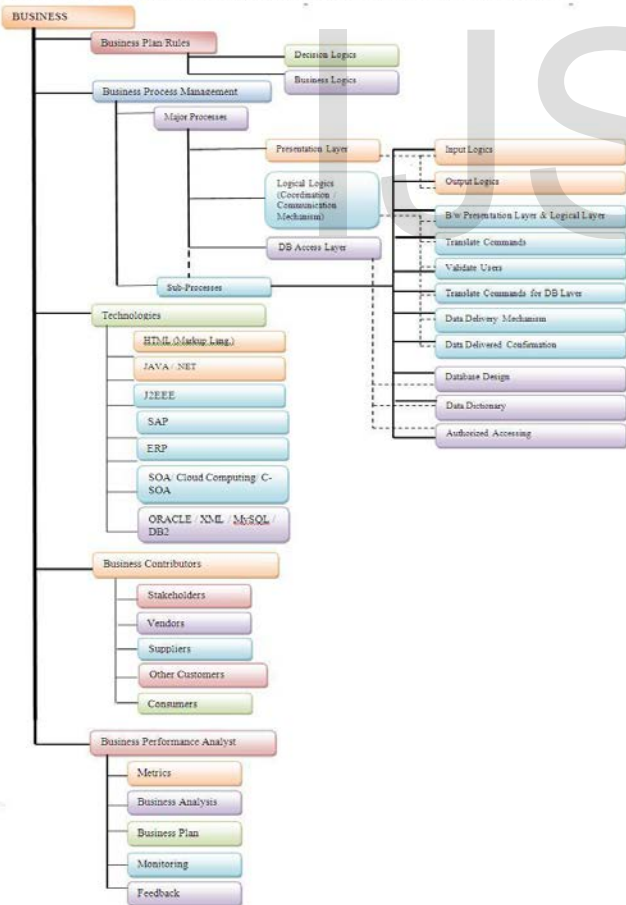 BUSINESS
Business Plan/Rules
Decision Logics
Business Logics
Business Process Management
Major Processes
Presentation Layer
Logical Logics
(Coordination /
Communication
Mechanism)
DB Access Layer
Sub-Processes
Input Logics
Output Logics
B/w Presentation Layer & Logical Layer
Translate Commands
Validate Users
Translate Commands for DB Layer
Data Delivery Mechanism
Data Delivered Confirmation
Database Design
Data Dictionary
Authorized Accessing
Technologies
HTML (Markup Lang.)
JAVA / .NET
J2EEE
SAP
ERP
SOA/ Cloud Computing/ C-
SOA
ORACLE / XML / MySQL /
DB2
Business Contributors
Stakeholders
Vendors
Suppliers
Other Customers
Consumers
Business Performance Analyst
Metrics
Business Analysis
Business Plan
Monitoring
Feedback
IJS